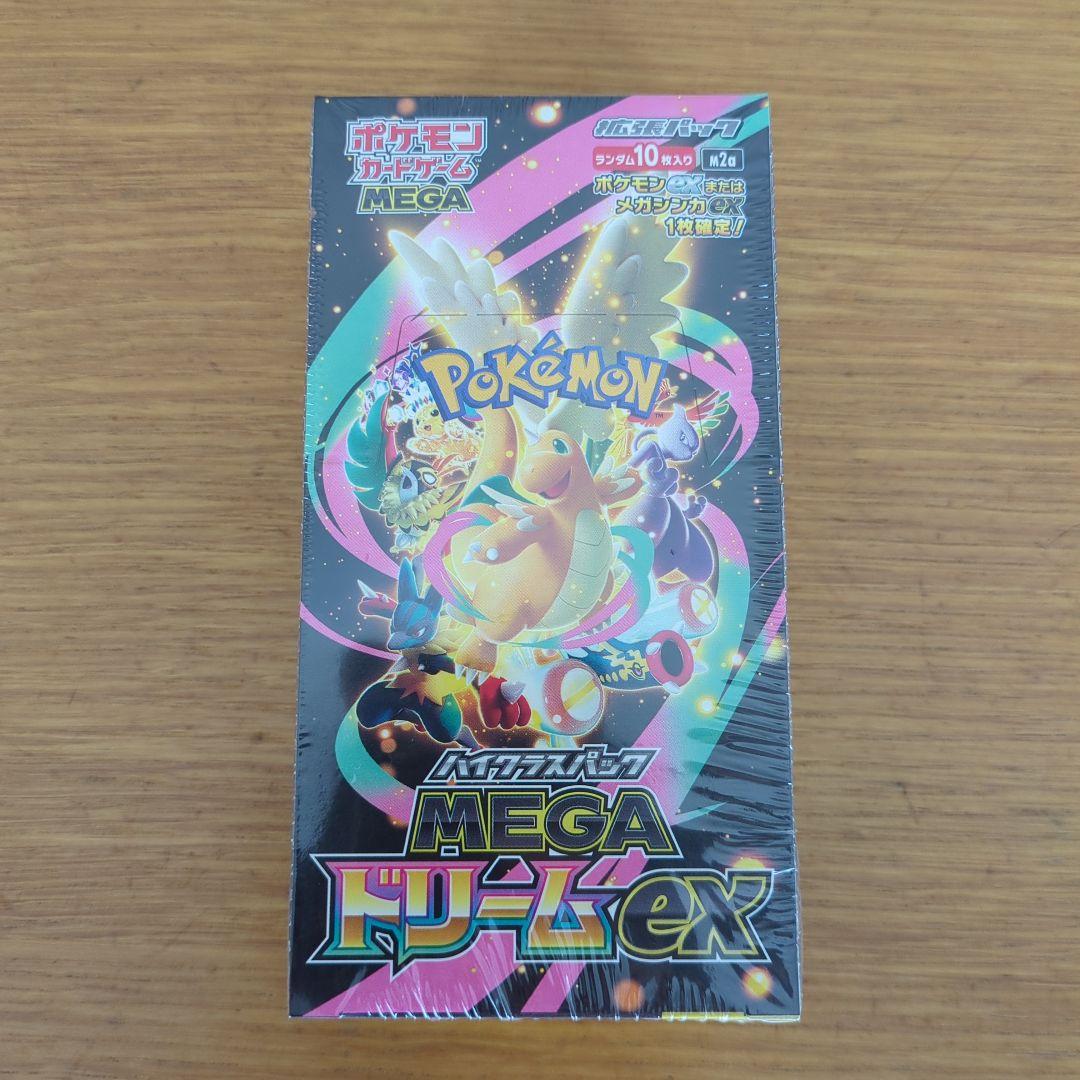 ポケモン
カードゲーム™
MEGA
拡張パック
ランダム10枚入り M2a
ポケモンexまたは
メガシンカex
1枚確定!
POKéMON™
ハイクラスパック
MEGA
ドリームex